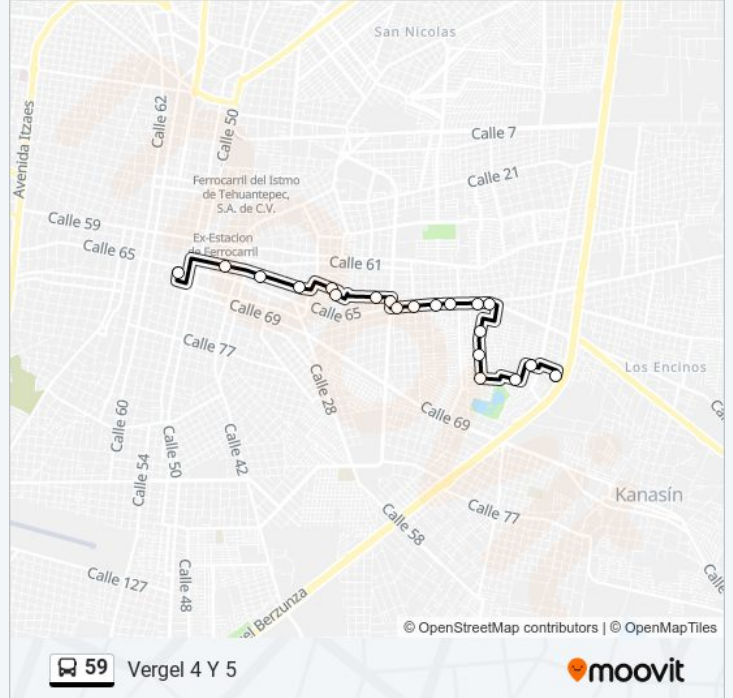 San Nicolas
Avenida Itzaes
Calle 62
Calle 50
Calle 7
Calle 21
Ferrocarril del Istmo
de Tehuantepec,
S.A. de C.V.
Calle 59
Calle 65
Ex-Estacion
de Ferrocarril
Calle 61
Calle 69
Calle 65
Calle 77
Calle 28
Los Encinos
Calle 60
Calle 54
Calle 50
Calle 42
Calle 69
Kanasín
Calle 77
Calle 58
Calle 127
Calle 48
el Berzunza
Calle
© OpenStreetMap contributors | © OpenMapTiles
59 Vergel 4 Y 5
moovit